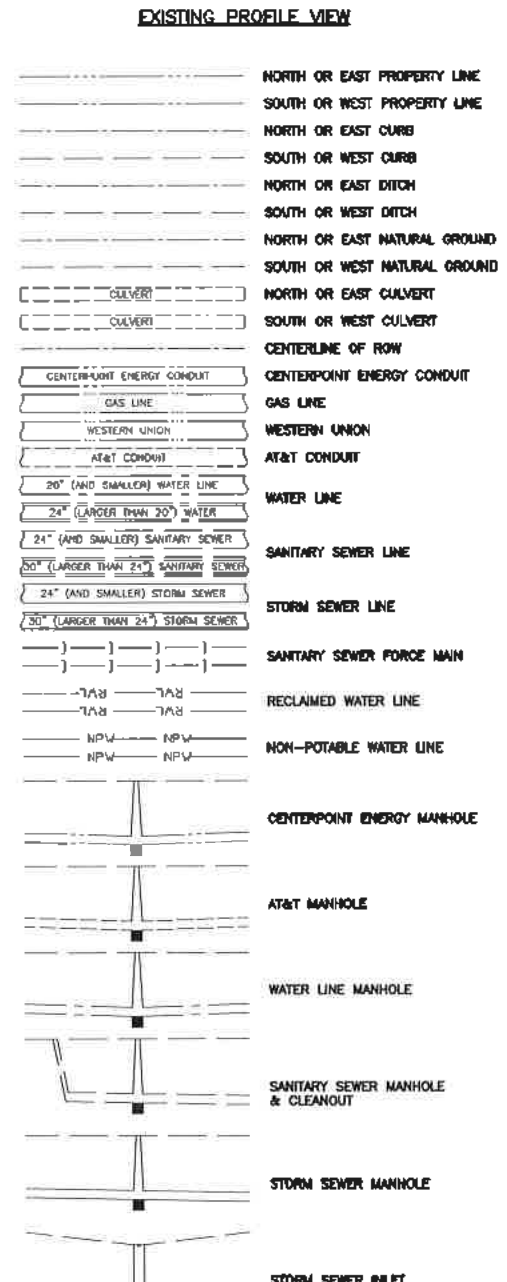 EXISTING PROFILE VIEW
NORTH OR EAST PROPERTY LINE
SOUTH OR WEST PROPERTY LINE
NORTH OR EAST CURB
SOUTH OR WEST CURB
NORTH OR EAST DITCH
SOUTH OR WEST DITCH
NORTH OR EAST NATURAL GROUND
SOUTH OR WEST NATURAL GROUND
CULVERT NORTH OR EAST CULVERT
CULVERT SOUTH OR WEST CULVERT
CENTERLINE OF ROW
CENTERPOINT ENERGY CONDUIT CENTERPOINT ENERGY CONDUIT
GAS LINE GAS LINE
WESTERN UNION WESTERN UNION
AT&T CONDUIT AT&T CONDUIT
20" (AND SMALLER) WATER LINE
WATER LINE
24" (LARGER THAN 20") WATER
24" (AND SMALLER) SANITARY SEWER
SANITARY SEWER LINE
30" (LARGER THAN 24") SANITARY SEWER
24" (AND SMALLER) STORM SEWER
STORM SEWER LINE
30" (LARGER THAN 24") STORM SEWER
SANITARY SEWER FORCE MAIN
RWL RWL
RECLAIMED WATER LINE
RWL RWL
NPW NPW
NON-POTABLE WATER LINE
NPW NPW
CENTERPOINT ENERGY MANHOLE
AT&T MANHOLE
WATER LINE MANHOLE
SANITARY SEWER MANHOLE
& CLEANOUT
STORM SEWER MANHOLE
STORM SEWER INLET